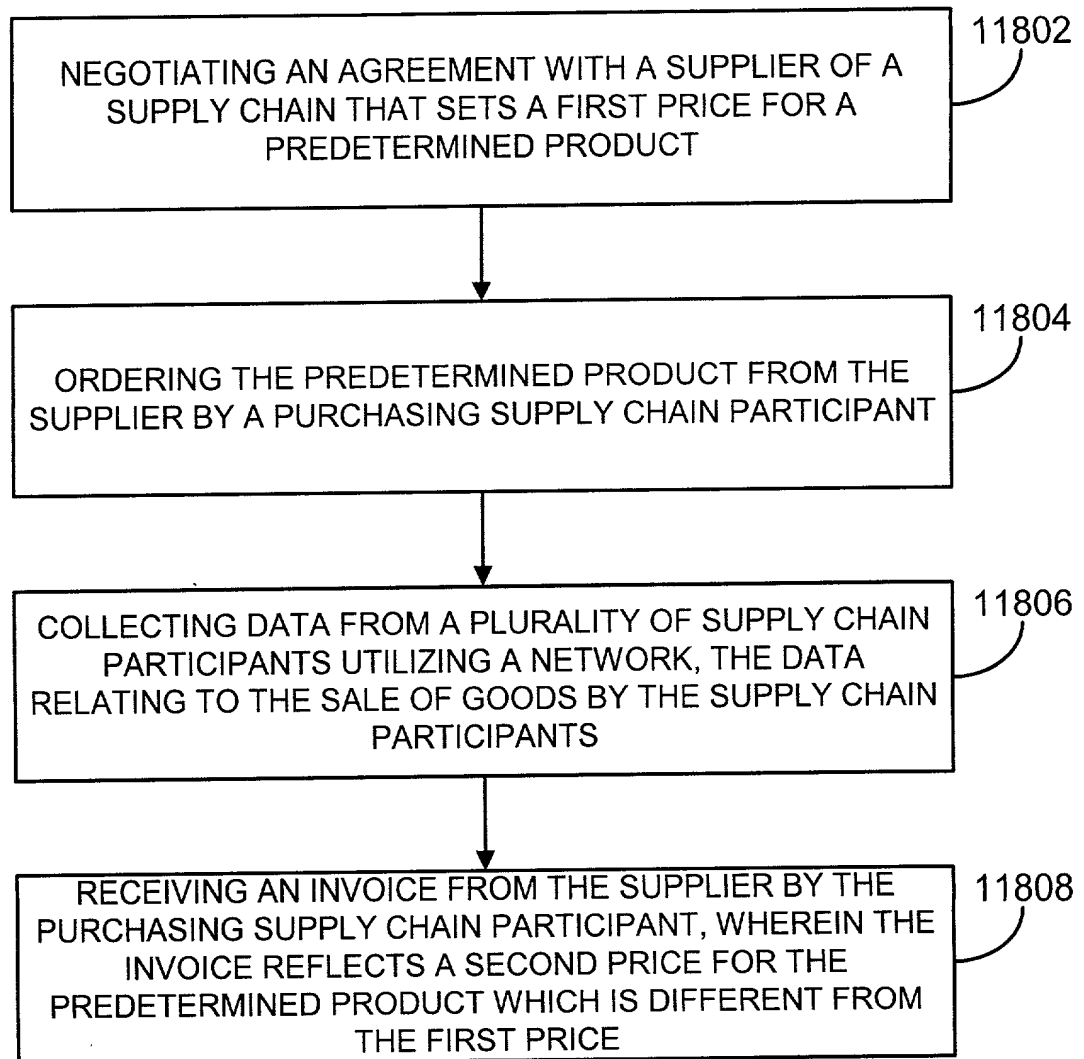 11802
NEGOTIATING AN AGREEMENT WITH A SUPPLIER OF A
SUPPLY CHAIN THAT SETS A FIRST PRICE FOR A
PREDETERMINED PRODUCT
11804
ORDERING THE PREDETERMINED PRODUCT FROM THE
SUPPLIER BY A PURCHASING SUPPLY CHAIN PARTICIPANT
11806
COLLECTING DATA FROM A PLURALITY OF SUPPLY CHAIN
PARTICIPANTS UTILIZING A NETWORK, THE DATA
RELATING TO THE SALE OF GOODS BY THE SUPPLY CHAIN
PARTICIPANTS
11808
RECEIVING AN INVOICE FROM THE SUPPLIER BY THE
PURCHASING SUPPLY CHAIN PARTICIPANT, WHEREIN THE
INVOICE REFLECTS A SECOND PRICE FOR THE
PREDETERMINED PRODUCT WHICH IS DIFFERENT FROM
THE FIRST PRICE